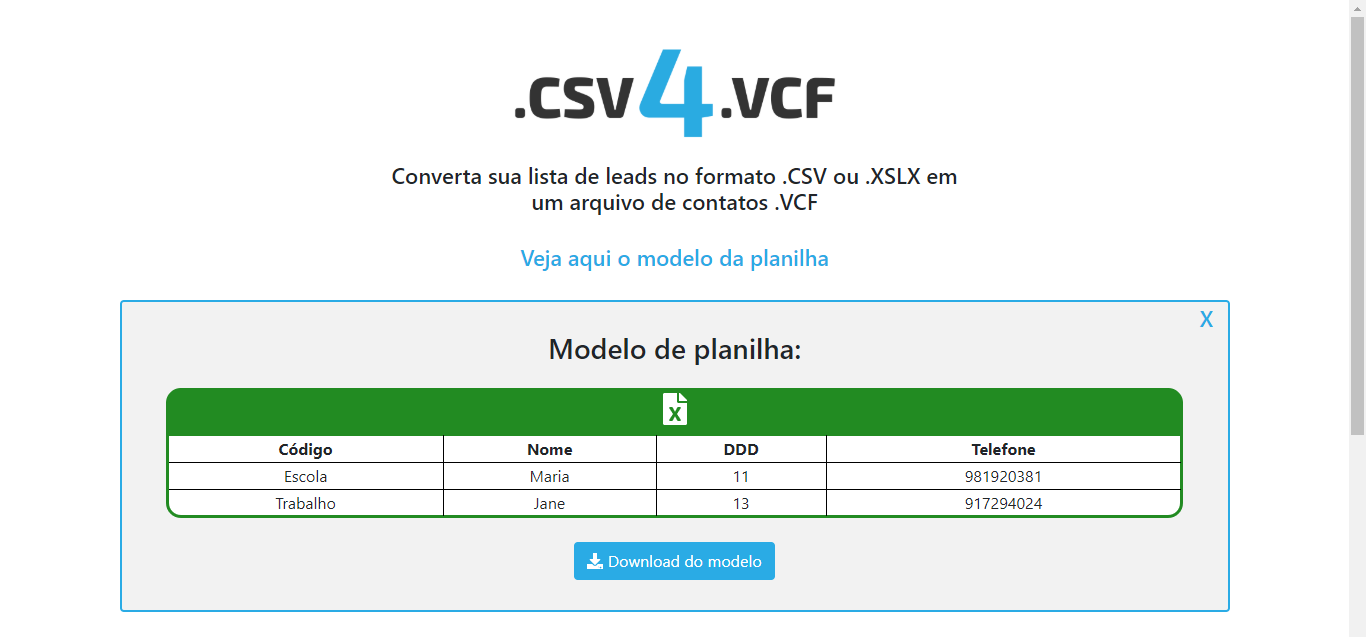 .CSV4.VCF
Converta sua lista de leads no formato .CSV ou .XSLX em
um arquivo de contatos .VCF
Veja aqui o modelo da planilha
X
Modelo de planilha:
X
Código Nome DDD Telefone
Escola Maria 11 981920381
Trabalho Jane 13 917294024
Download do modelo